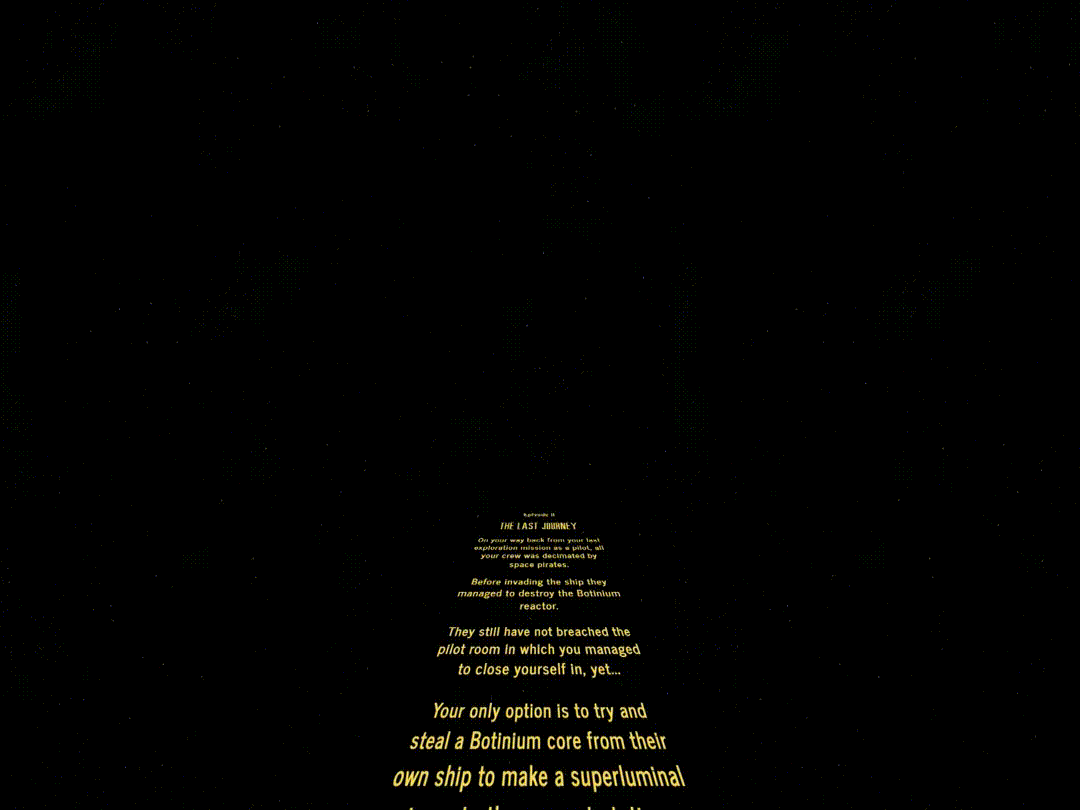 Episode II
THE LAST JOURNEY
On your way back from your last
exploration mission as a pilot, all
your crew was decimated by
space pirates.
Before invading the ship they
managed to destroy the Botinium
reactor.
They still have not breached the
pilot room in which you managed
to close yourself in, yet...
Your only option is to try and
steal a Botinium core from their
own ship to make a superluminal